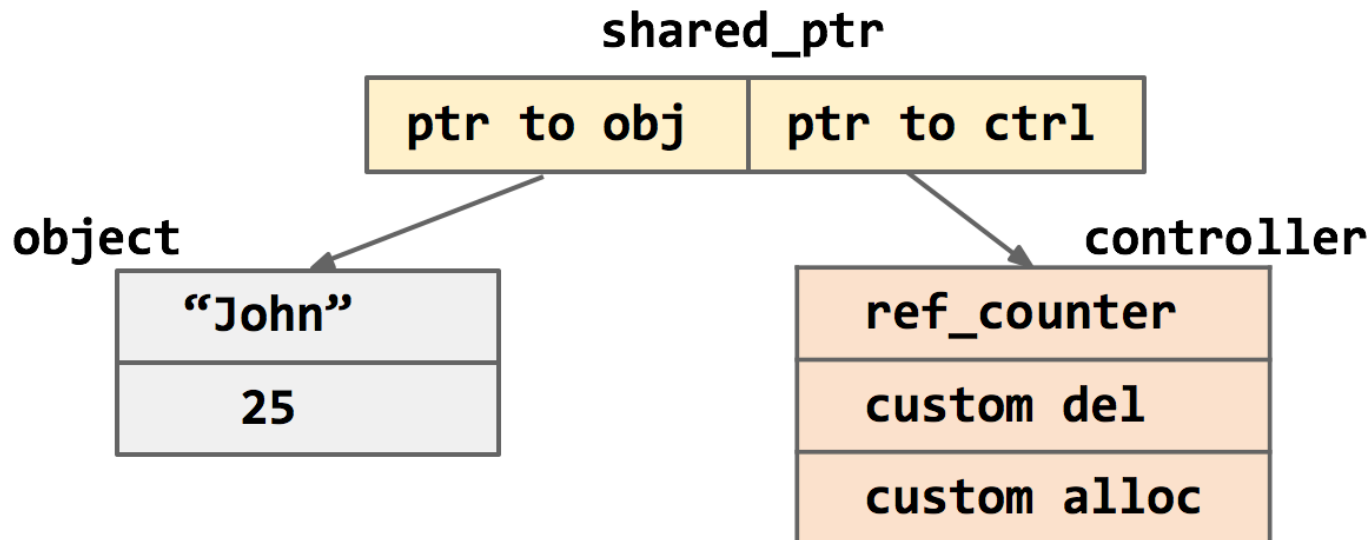 shared_ptr
ptr to obj
ptr to ctrl
object
controller
“John”
25
ref_counter
custom del
custom alloc